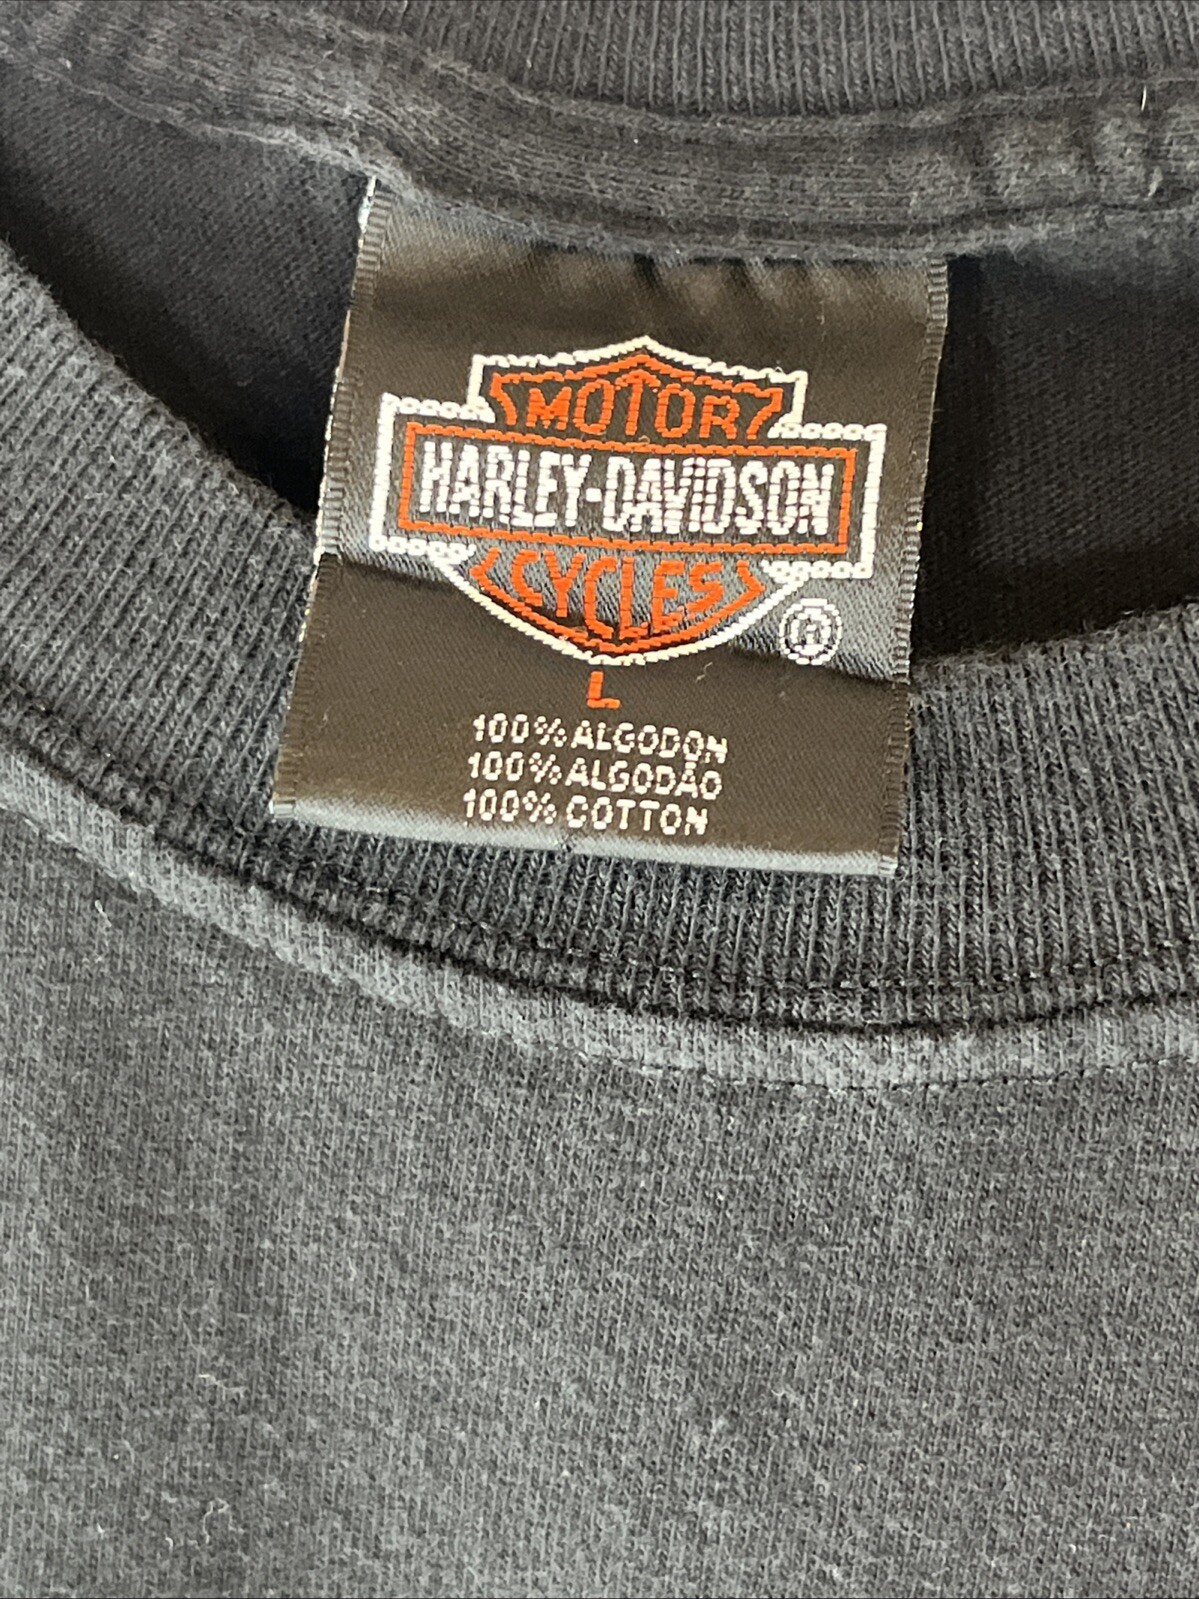 MOTOR
HARLEY-DAVIDSON
CYCLES
®
L
100% ALGODON
100% ALGODÃO
100% COTTON